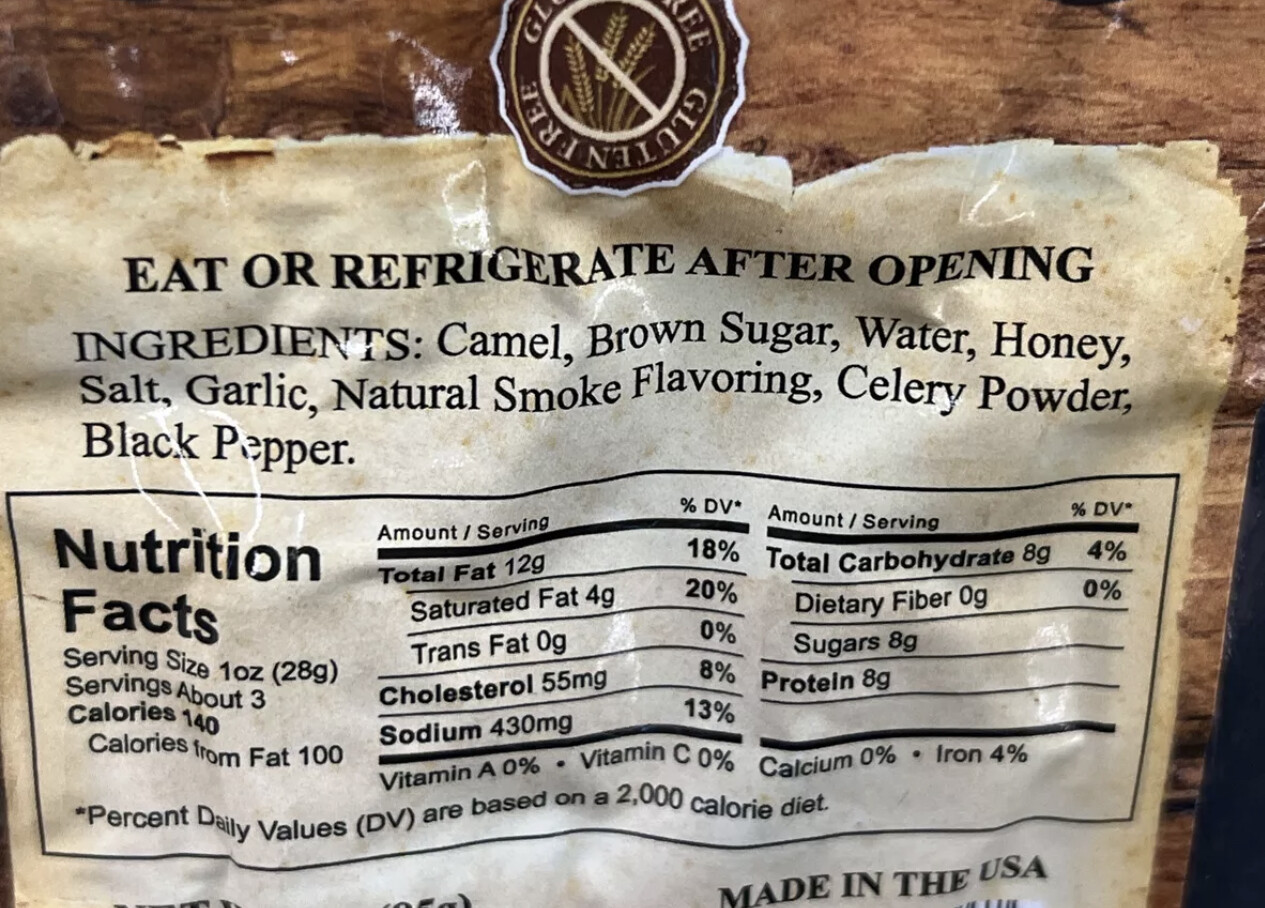 GLUTEN FREE GLUTEN FREE
EAT OR REFRIGERATE AFTER OPENING
INGREDIENTS: Camel, Brown Sugar, Water, Honey,
Salt, Garlic, Natural Smoke Flavoring, Celery Powder,
Black Pepper.
Nutrition
Facts
Serving Size 1oz (28g)
Servings About 3
Calories 140
Calories from Fat 100
Amount / Serving % DV*
Total Fat 12g 18%
Saturated Fat 4g 20%
Trans Fat 0g 0%
Cholesterol 55mg 8%
Sodium 430mg 13%
Vitamin A 0% • Vitamin C 0%
Amount / Serving % DV*
Total Carbohydrate 8g 4%
Dietary Fiber 0g 0%
Sugars 8g
Protein 8g
Calcium 0% • Iron 4%
*Percent Daily Values (DV) are based on a 2,000 calorie diet.
MADE IN THE USA